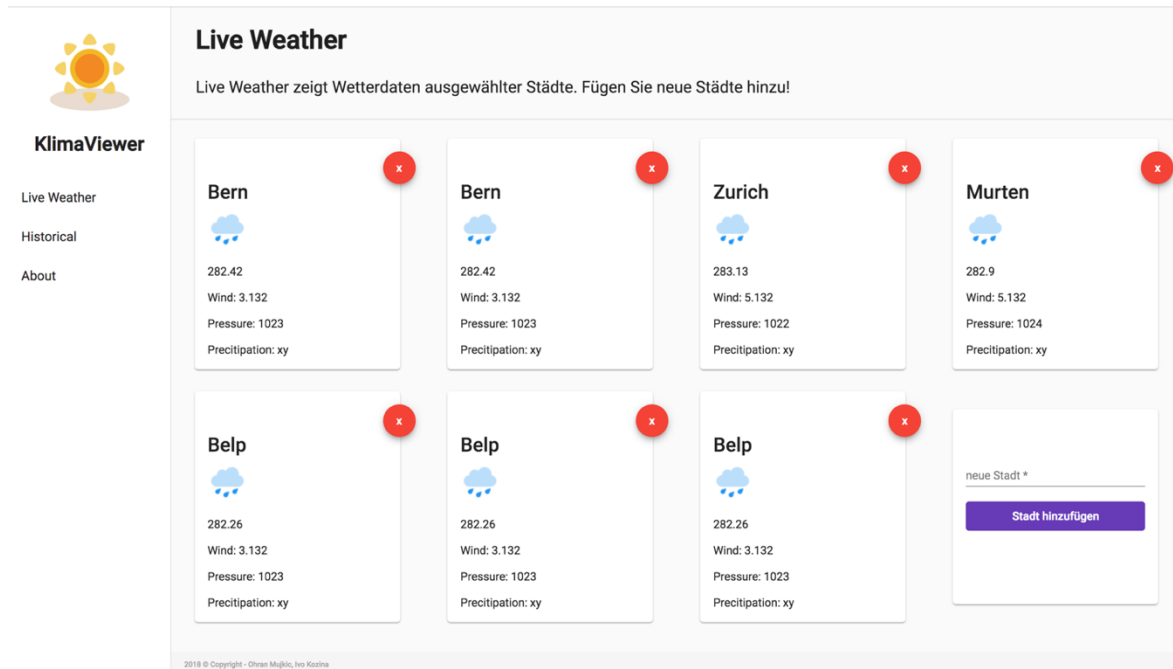 KlimaViewer
Live Weather
Historical
About
Live Weather
Live Weather zeigt Wetterdaten ausgewählter Städte. Fügen Sie neue Städte hinzu!
x
Bern
282.42
Wind: 3.132
Pressure: 1023
Precitipation: xy
x
Bern
282.42
Wind: 3.132
Pressure: 1023
Precitipation: xy
x
Zurich
283.13
Wind: 5.132
Pressure: 1022
Precitipation: xy
x
Murten
282.9
Wind: 5.132
Pressure: 1024
Precitipation: xy
x
Belp
282.26
Wind: 3.132
Pressure: 1023
Precitipation: xy
x
Belp
282.26
Wind: 3.132
Pressure: 1023
Precitipation: xy
x
Belp
282.26
Wind: 3.132
Pressure: 1023
Precitipation: xy
neue Stadt *
Stadt hinzufügen
2018 © Copyright - Ohran Mujkic, Ivo Kozina